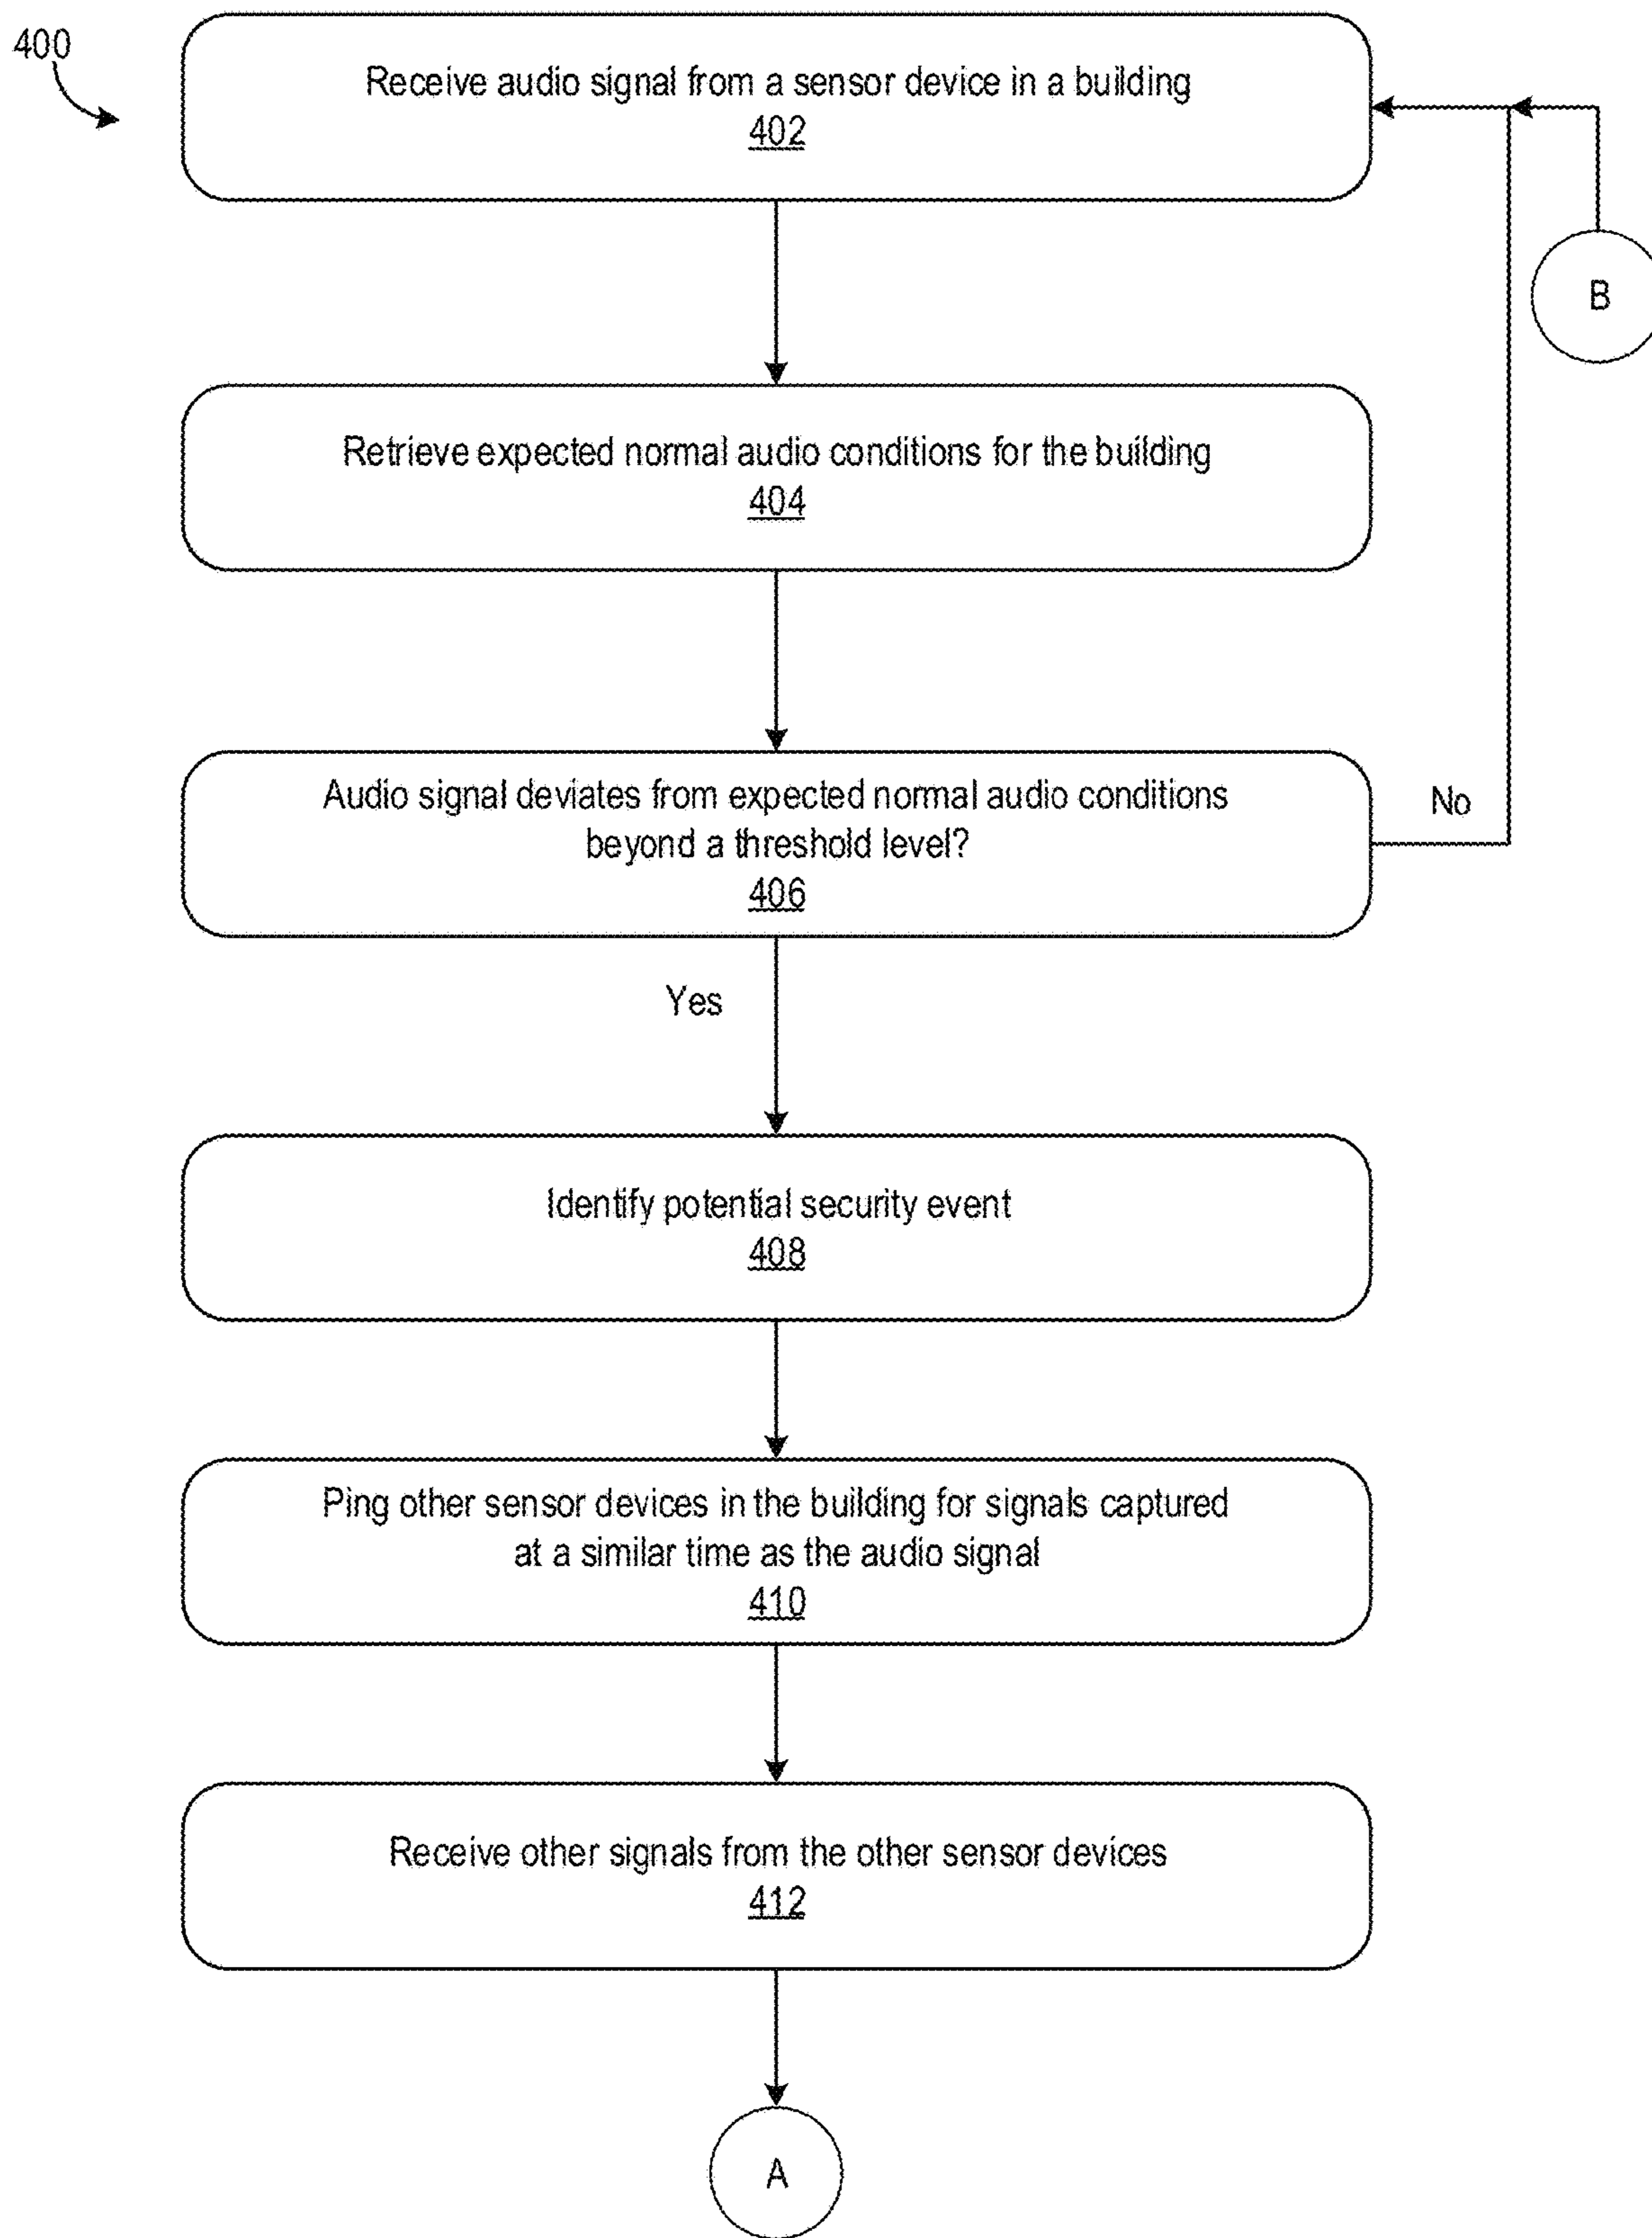 400
Receive audio signal from a sensor device in a building
402
B
Retrieve expected normal audio conditions for the building
404
Audio signal deviates from expected normal audio conditions
beyond a threshold level?
406
No
Yes
Identify potential security event
408
Ping other sensor devices in the building for signals captured
at a similar time as the audio signal
410
Receive other signals from the other sensor devices
412
A